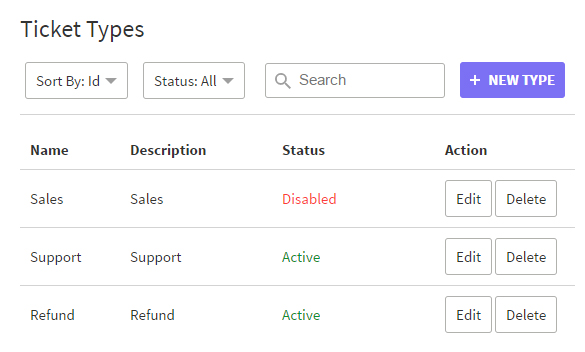 Ticket Types
Sort By: Id Status: All Search + NEW TYPE
Name Description Status Action
Sales Sales Disabled Edit Delete
Support Support Active Edit Delete
Refund Refund Active Edit Delete